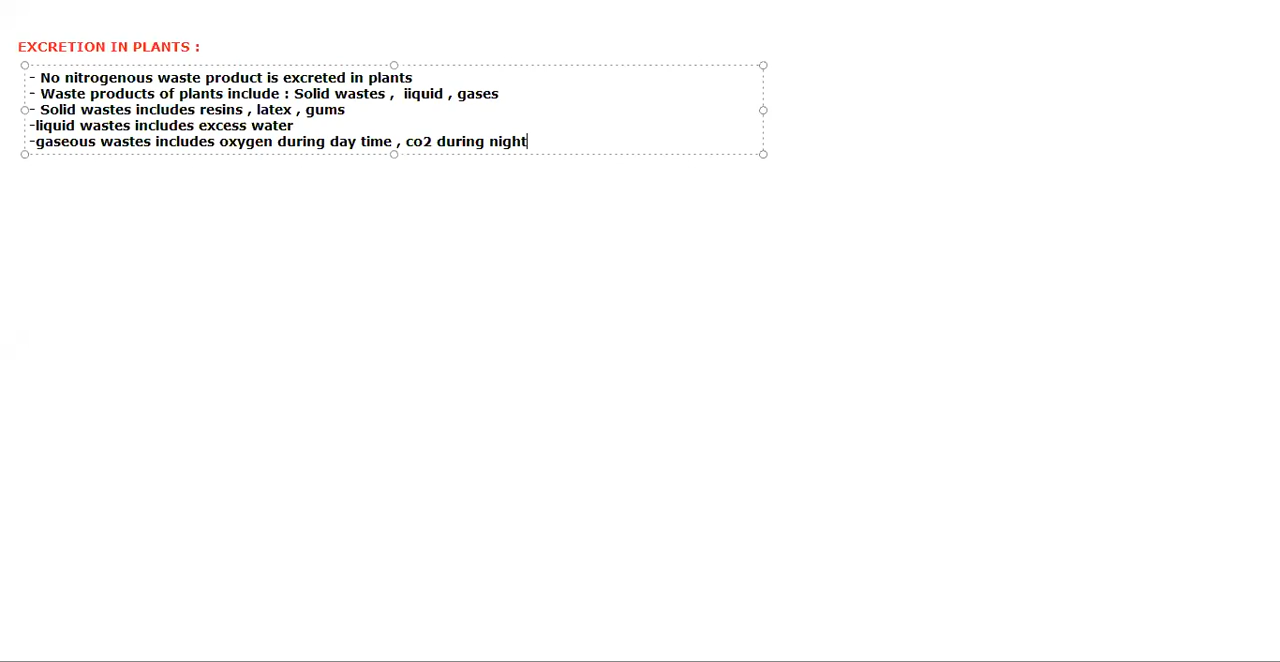 EXCRETION IN PLANTS :
- No nitrogenous waste product is excreted in plants
- Waste products of plants include : Solid wastes ,  iiquid , gases
- Solid wastes includes resins , latex , gums
-liquid wastes includes excess water
-gaseous wastes includes oxygen during day time , co2 during night